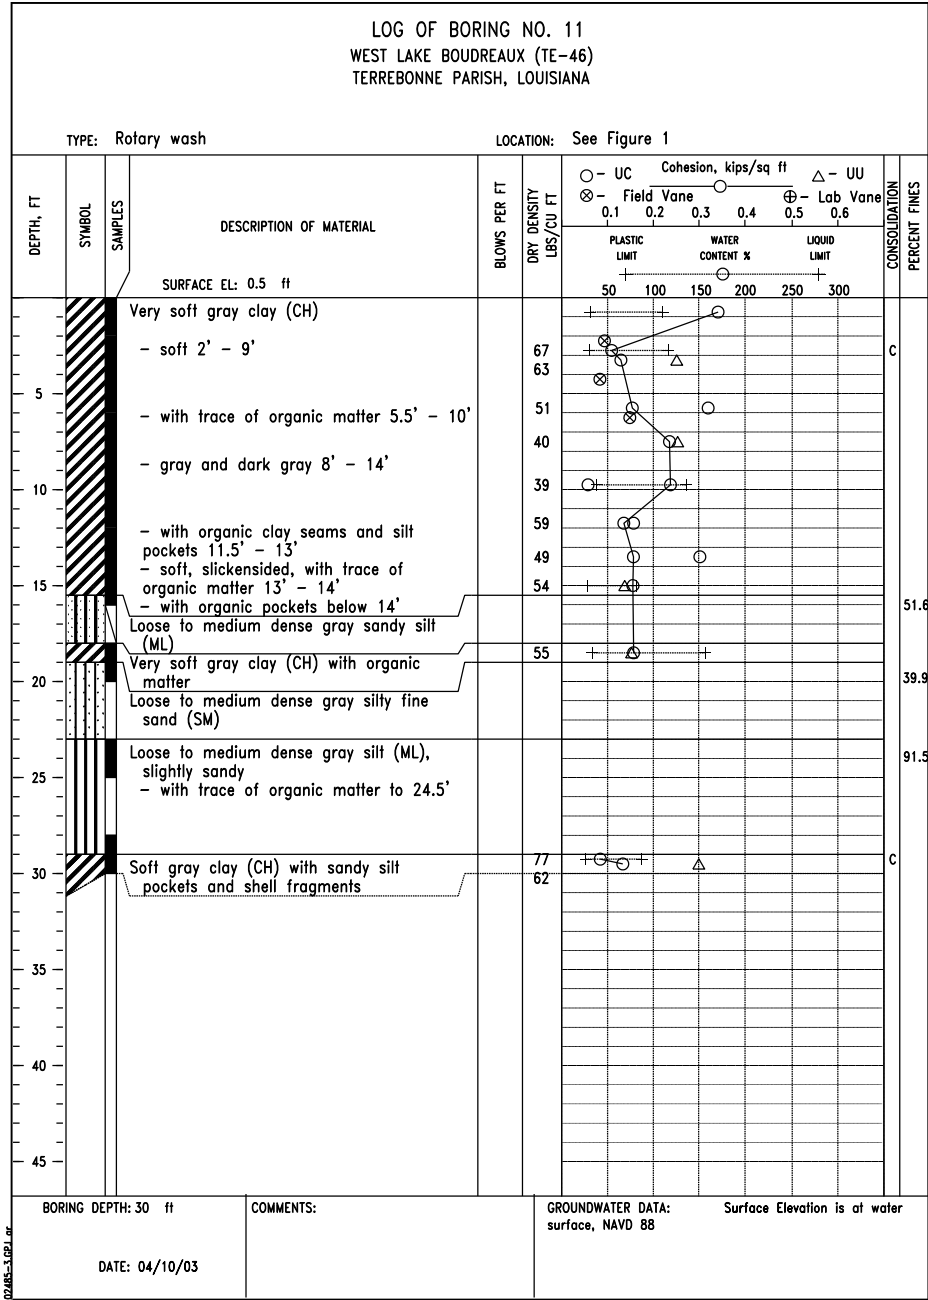 LOG OF BORING NO. 11
WEST LAKE BOUDREAUX (TE-46)
TERREBONNE PARISH, LOUISIANA
TYPE: Rotary wash
LOCATION: See Figure 1
DEPTH, FT
SYMBOL
SAMPLES
DESCRIPTION OF MATERIAL
SURFACE EL: 0.5 ft
BLOWS PER FT
DRY DENSITY
LBS/CU FT
- UC
Cohesion, kips/sq ft
- UU
- Field Vane
- Lab Vane
0.1 0.2 0.3 0.4 0.5 0.6
PLASTIC LIMIT
WATER CONTENT %
LIQUID LIMIT
50 100 150 200 250 300
CONSOLIDATION
PERCENT FINES
Very soft gray clay (CH)
- soft 2' - 9'
67
C
63
5
- with trace of organic matter 5.5' - 10'
51
40
- gray and dark gray 8' - 14'
10
39
59
- with organic clay seams and silt
pockets 11.5' - 13'
49
- soft, slickensided, with trace of
organic matter 13' - 14'
15
54
- with organic pockets below 14'
51.6
Loose to medium dense gray sandy silt
(ML)
55
Very soft gray clay (CH) with organic
matter
20
39.9
Loose to medium dense gray silty fine
sand (SM)
Loose to medium dense gray silt (ML),
slightly sandy
91.5
25
- with trace of organic matter to 24.5'
77
C
Soft gray clay (CH) with sandy silt
pockets and shell fragments
30
62
35
40
45
BORING DEPTH: 30 ft
DATE: 04/10/03
COMMENTS:
GROUNDWATER DATA: Surface Elevation is at water
surface, NAVD 88